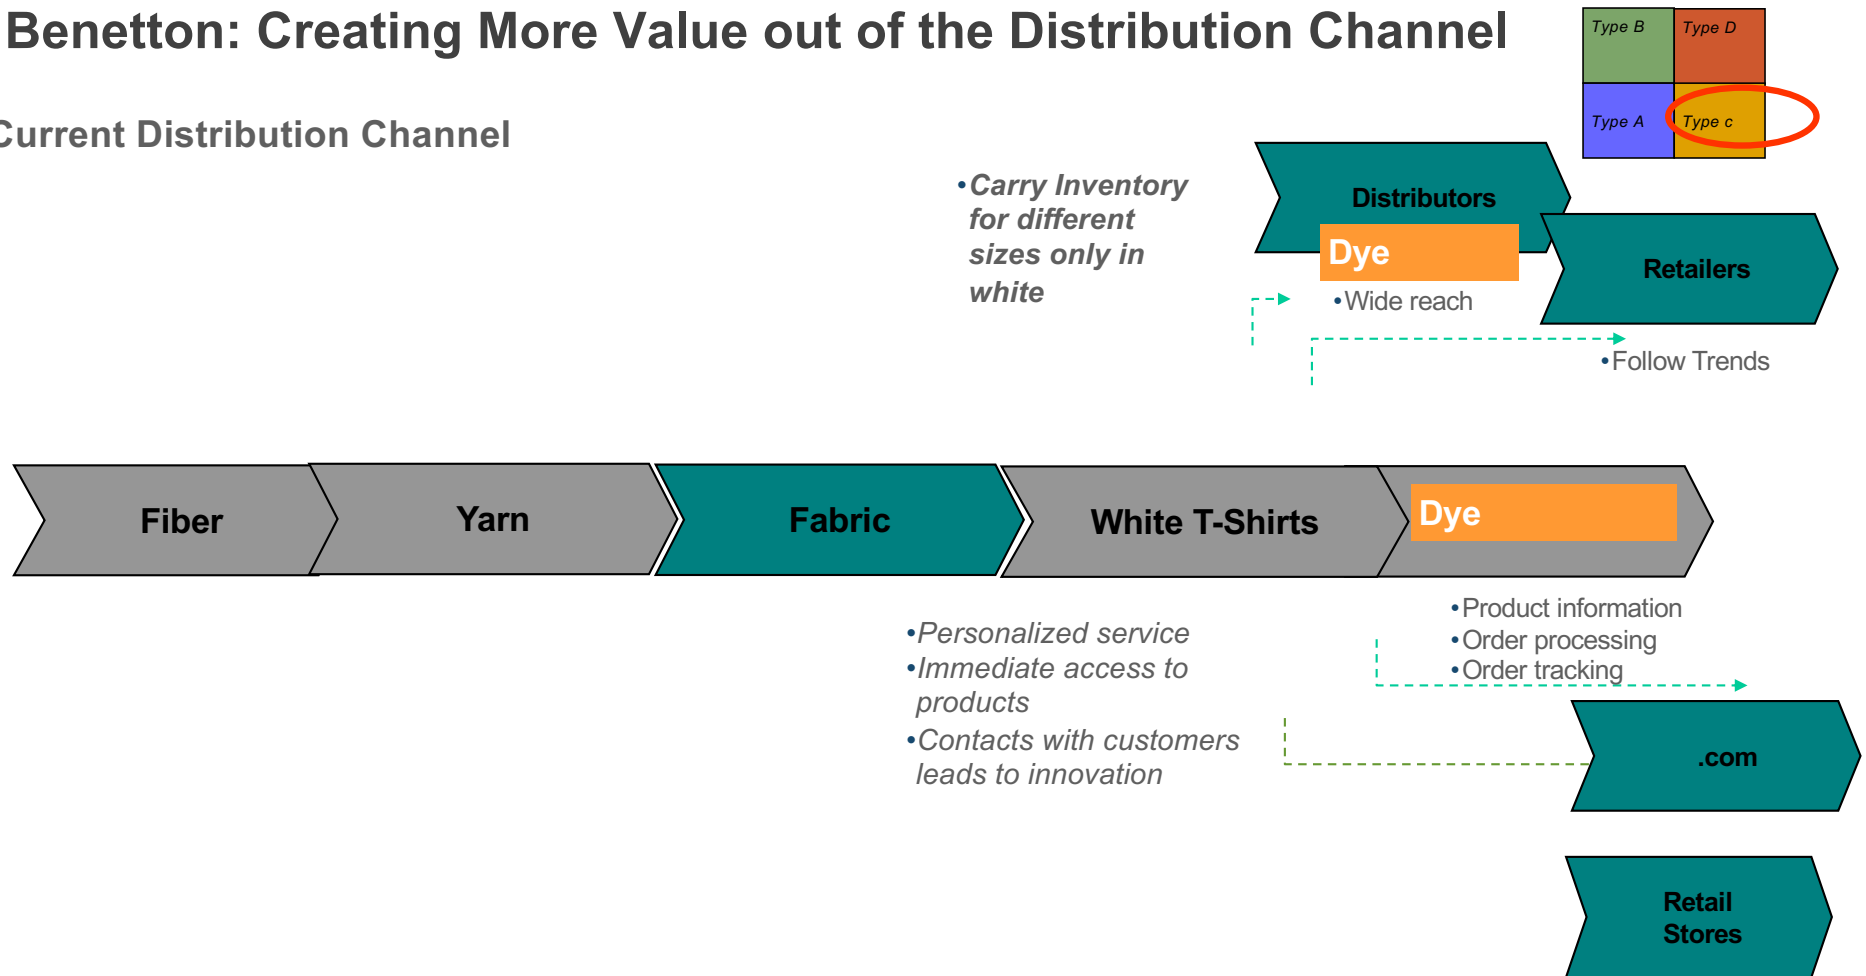 Benetton: Creating More Value out of the Distribution Channel
Type B
Type D
Type A
Type c
Current Distribution Channel
•Carry Inventory
for different
sizes only in
white
Distributors
Dye
•Wide reach
Retailers
•Follow Trends
Fiber
Yarn
Fabric
White T-Shirts
Dye
•Personalized service
•Immediate access to
products
•Contacts with customers
leads to innovation
•Product information
•Order processing
•Order tracking
.com
Retail
Stores